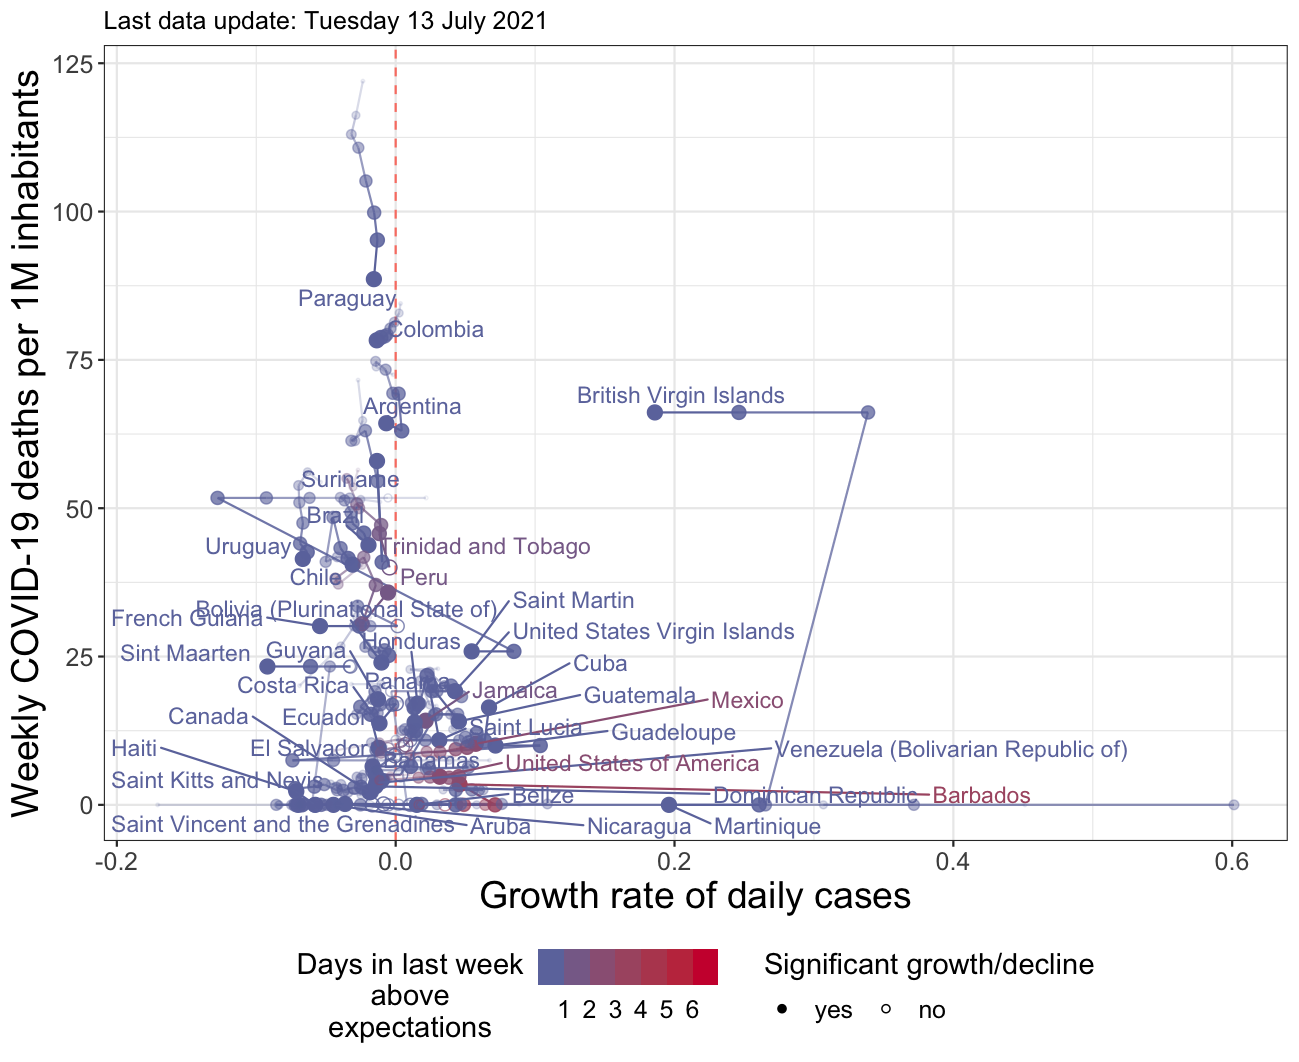 Last data update: Tuesday 13 July 2021
Weekly COVID-19 deaths per 1M inhabitants
125
100
75
50
25
0
Paraguay
Colombia
British Virgin Islands
Argentina
Suriname
Brazil
Uruguay
Trinidad and Tobago
Chile
Peru
Saint Martin
Bolivia (Plurinational State of)
French Guiana
United States Virgin Islands
Honduras
Guyana
Sint Maarten
Cuba
Panama
Costa Rica
Jamaica
Guatemala
Mexico
Canada
Ecuador
Saint Lucia
Guadeloupe
Haiti
El Salvador
Venezuela (Bolivarian Republic of)
Bahamas
United States of America
Saint Kitts and Nevis
Belize
Dominican Republic
Barbados
Saint Vincent and the Grenadines
Aruba
Nicaragua
Martinique
-0.2
0.0
0.2
0.4
0.6
Growth rate of daily cases
Days in last week
above
expectations
1 2 3 4 5 6
Significant growth/decline
yes
no